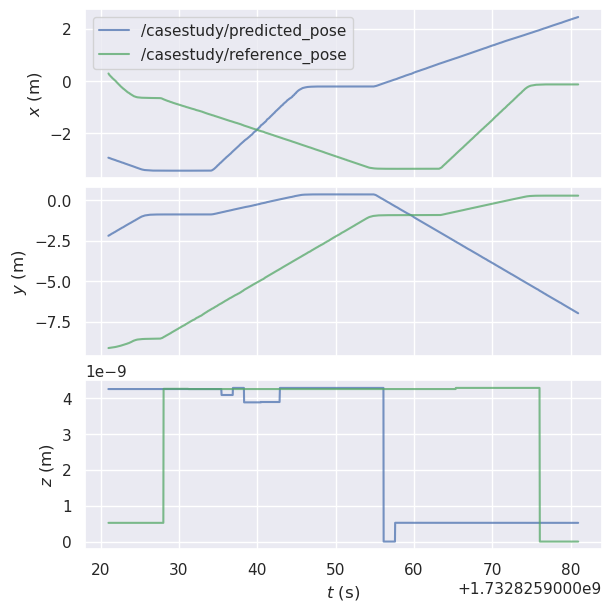 /casestudy/predicted_pose
/casestudy/reference_pose
2
0
−2
x (m)
0.0
−2.5
−5.0
−7.5
y (m)
1e−9
4
3
2
1
0
z (m)
20 30 40 50 60 70 80
t (s)
+1.7328259000e9